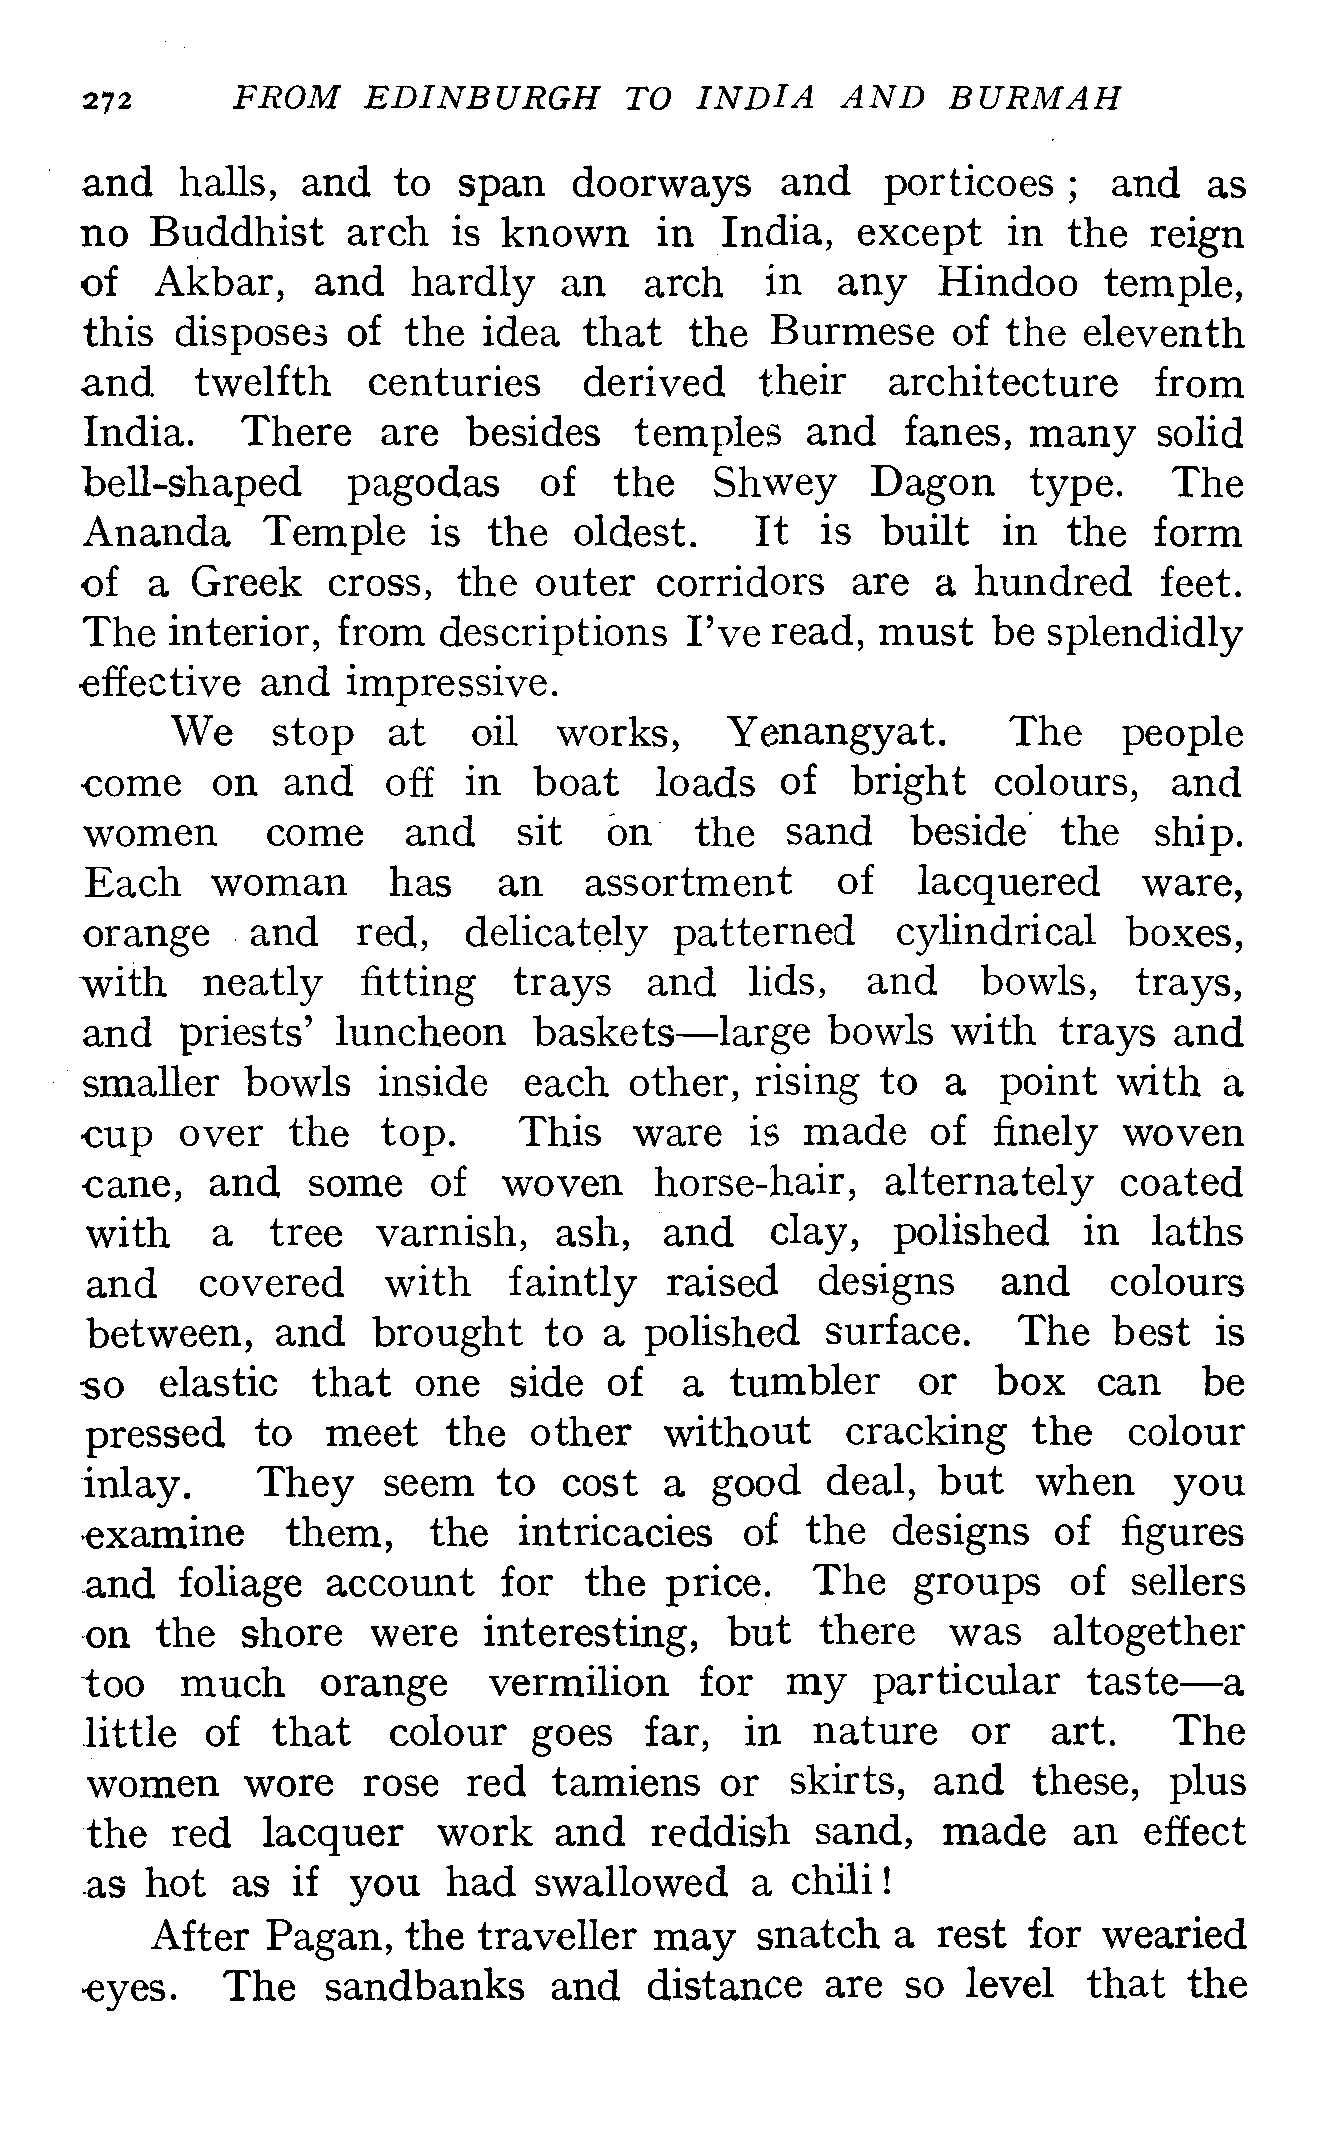 272 FROM EDINBURGH TO INDIA AND BURMAH
and halls, and to span doorways and porticoes ; and as
no Buddhist arch is known in India, except in the reign
of Akbar, and hardly an arch in any Hindoo temple,
this disposes of the idea that the Burmese of the eleventh
and twelfth centuries derived their architecture from
India. There are besides temples and fanes, many solid
bell-shaped pagodas of the Shwey Dagon type. The
Ananda Temple is the oldest. It is built in the form
of a Greek cross, the outer corridors are a hundred feet.
The interior, from descriptions I've read, must be splendidly
effective and impressive.
We stop at oil works, Yenangyat. The people
come on and off in boat loads of bright colours, and
women come and sit on the sand beside the ship.
Each woman has an assortment of lacquered ware,
orange and red, delicately patterned cylindrical boxes,
with neatly fitting trays and lids, and bowls, trays,
and priests' luncheon baskets—large bowls with trays and
smaller bowls inside each other, rising to a point with a
cup over the top. This ware is made of finely woven
cane, and some of woven horse-hair, alternately coated
with a tree varnish, ash, and clay, polished in laths
and covered with faintly raised designs and colours
between, and brought to a polished surface. The best is
so elastic that one side of a tumbler or box can be
pressed to meet the other without cracking the colour
inlay. They seem to cost a good deal, but when you
examine them, the intricacies of the designs of figures
and foliage account for the price. The groups of sellers
on the shore were interesting, but there was altogether
too much orange vermilion for my particular taste—a
little of that colour goes far, in nature or art. The
women wore rose red tamiens or skirts, and these, plus
the red lacquer work and reddish sand, made an effect
as hot as if you had swallowed a chili !
After Pagan, the traveller may snatch a rest for wearied
eyes. The sandbanks and distance are so level that the